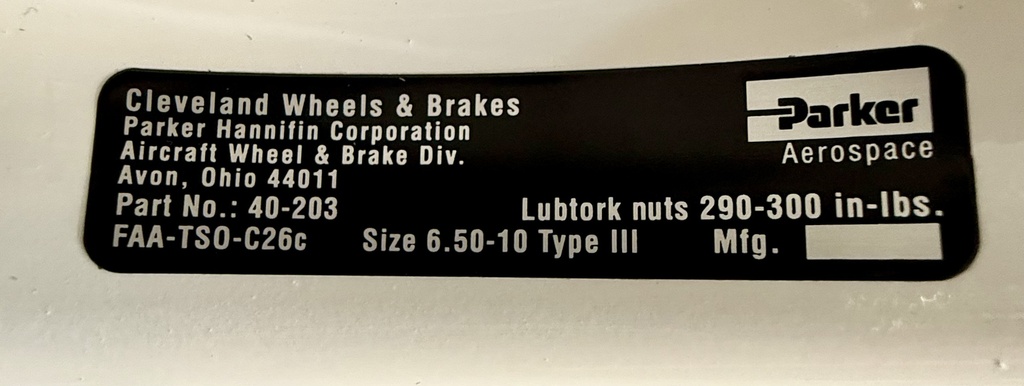 Cleveland Wheels & Brakes
Parker Hannifin Corporation
Aircraft Wheel & Brake Div.
Avon, Ohio 44011
Parker
Aerospace
Part No.: 40-203 Lubtork nuts 290-300 in-lbs.
FAA-TSO-C26c Size 6.50-10 Type III Mfg.